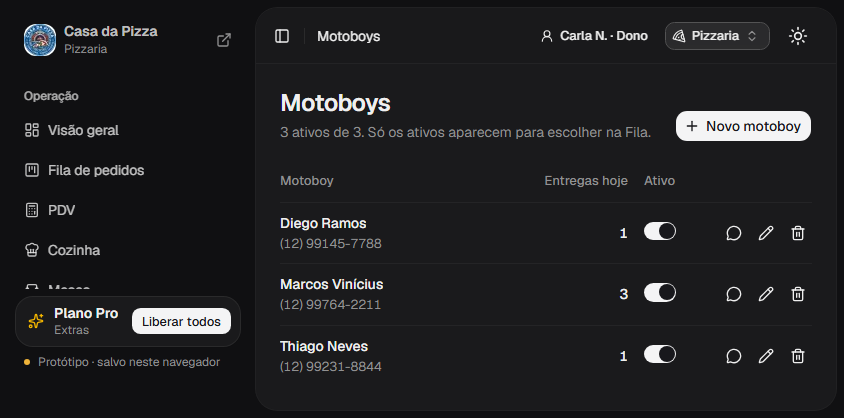 Casa da Pizza
Pizzaria
Operação
Visão geral
Fila de pedidos
PDV
Cozinha
Plano Pro
Extras
Liberar todos
Protótipo · salvo neste navegador
Motoboys
Carla N. · Dono
Pizzaria
Motoboys
3 ativos de 3. Só os ativos aparecem para escolher na Fila.
+ Novo motoboy
Motoboy Entregas hoje Ativo
Diego Ramos
(12) 99145-7788
1
Marcos Vinícius
(12) 99764-2211
3
Thiago Neves
(12) 99231-8844
1